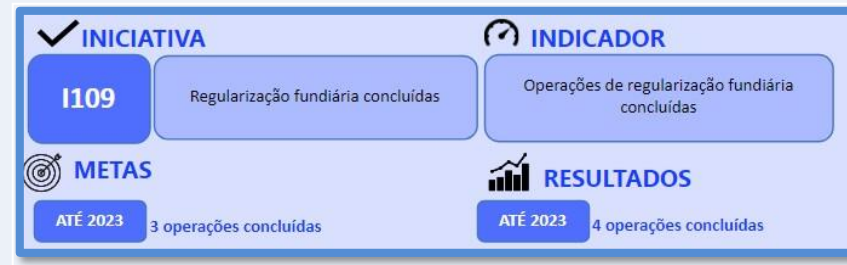 INICIATIVA
I109
Regularização fundiária concluídas
INDICADOR
Operações de regularização fundiária
concluídas
METAS
ATÉ 2023
3 operações concluídas
RESULTADOS
ATÉ 2023
4 operações concluídas